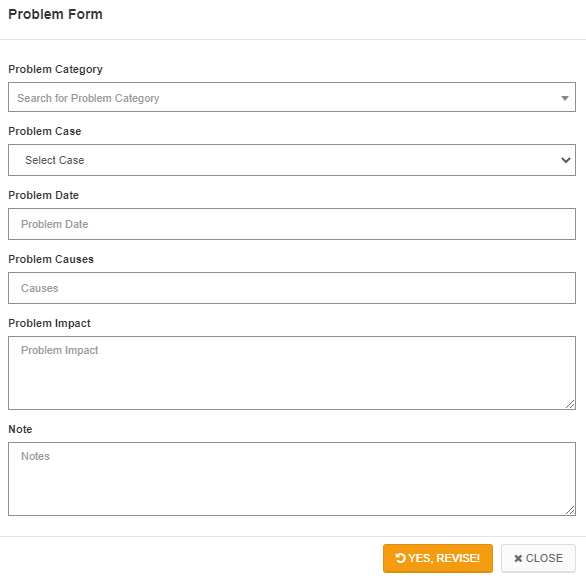 Problem Form
Problem Category
Search for Problem Category
Problem Case
Select Case
Problem Date
Problem Date
Problem Causes
Causes
Problem Impact
Problem Impact
Note
Notes
YES, REVISE! CLOSE